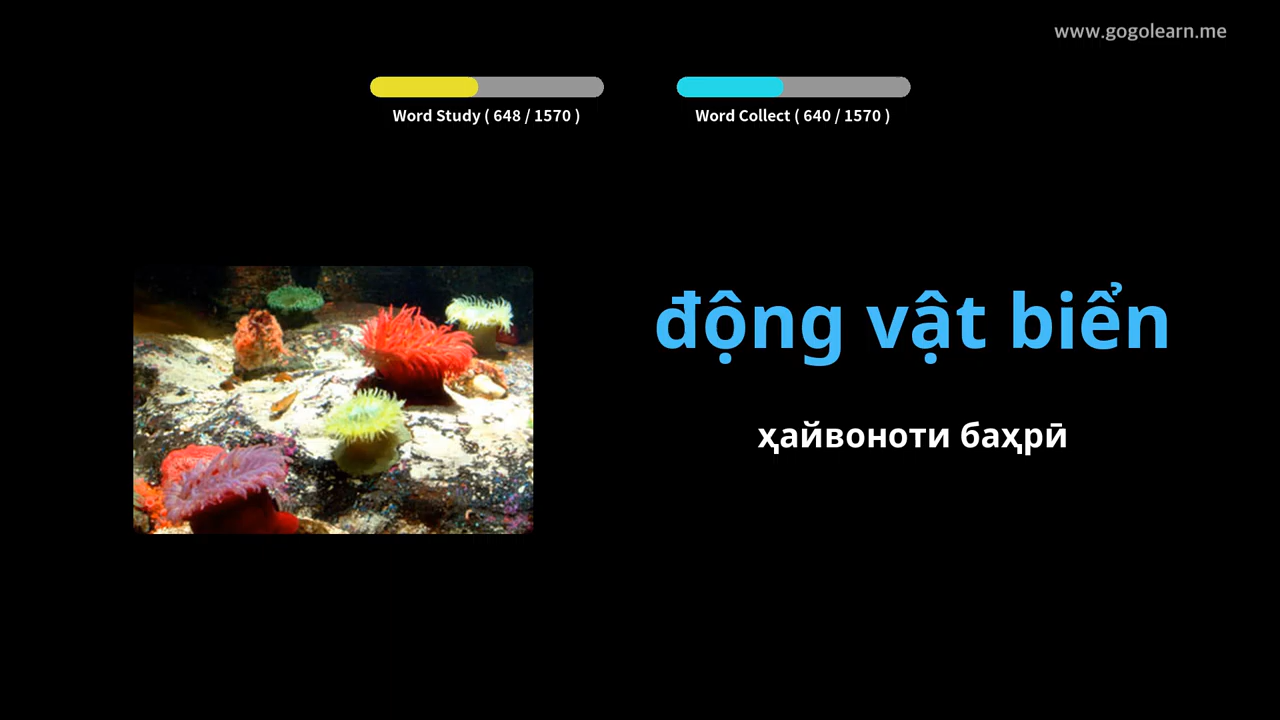 www.gogolearn.me
Word Study ( 648 / 1570 )
Word Collect ( 640 / 1570 )
động vật biển
ҳайвоноти баҳрӣ